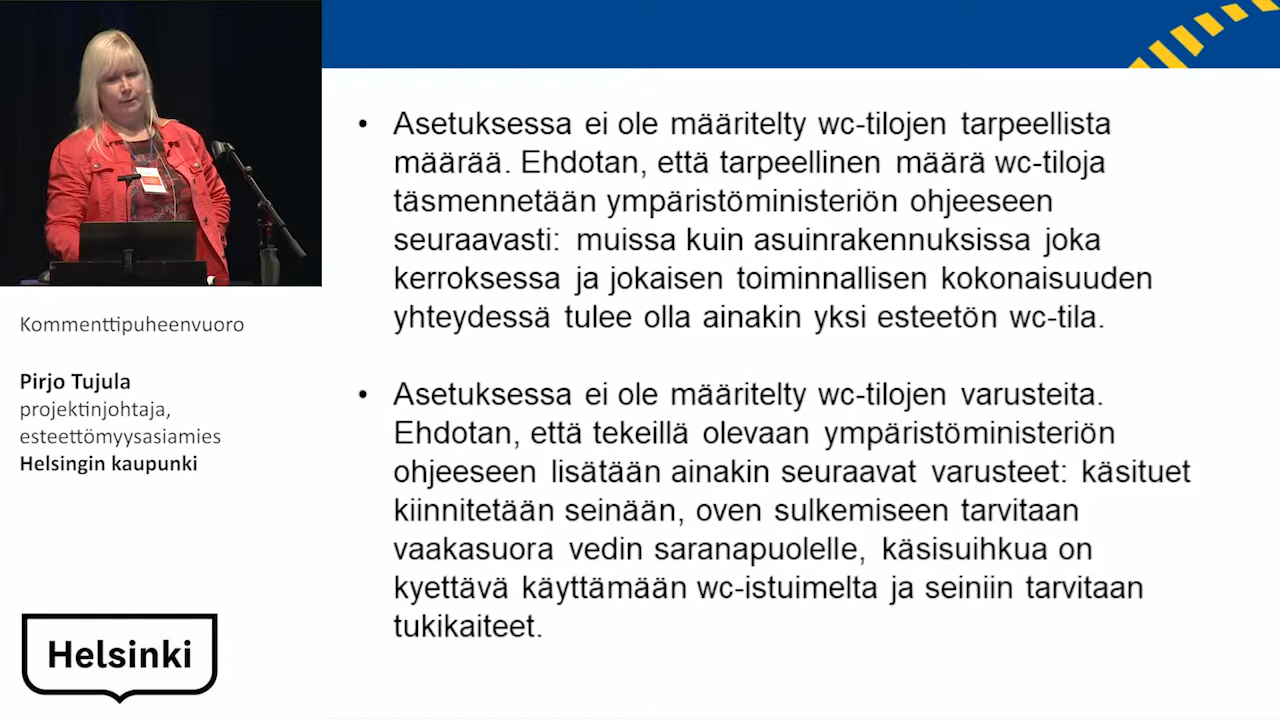 Kommenttipuheenvuoro
Pirjo Tujula
projektinjohtaja,
esteettömyysasiamies
Helsingin kaupunki
Helsinki
• Asetuksessa ei ole määritelty wc-tilojen tarpeellista
määrää. Ehdotan, että tarpeellinen määrä wc-tiloja
täsmennetään ympäristöministeriön ohjeeseen
seuraavasti: muissa kuin asuinrakennuksissa joka
kerroksessa ja jokaisen toiminnallisen kokonaisuuden
yhteydessä tulee olla ainakin yksi esteetön wc-tila.
• Asetuksessa ei ole määritelty wc-tilojen varusteita.
Ehdotan, että tekeillä olevaan ympäristöministeriön
ohjeeseen lisätään ainakin seuraavat varusteet: käsituet
kiinnitetään seinään, oven sulkemiseen tarvitaan
vaakasuora vedin saranapuolelle, käsisuihkua on
kyettävä käyttämään wc-istuimelta ja seiniin tarvitaan
tukikaiteet.